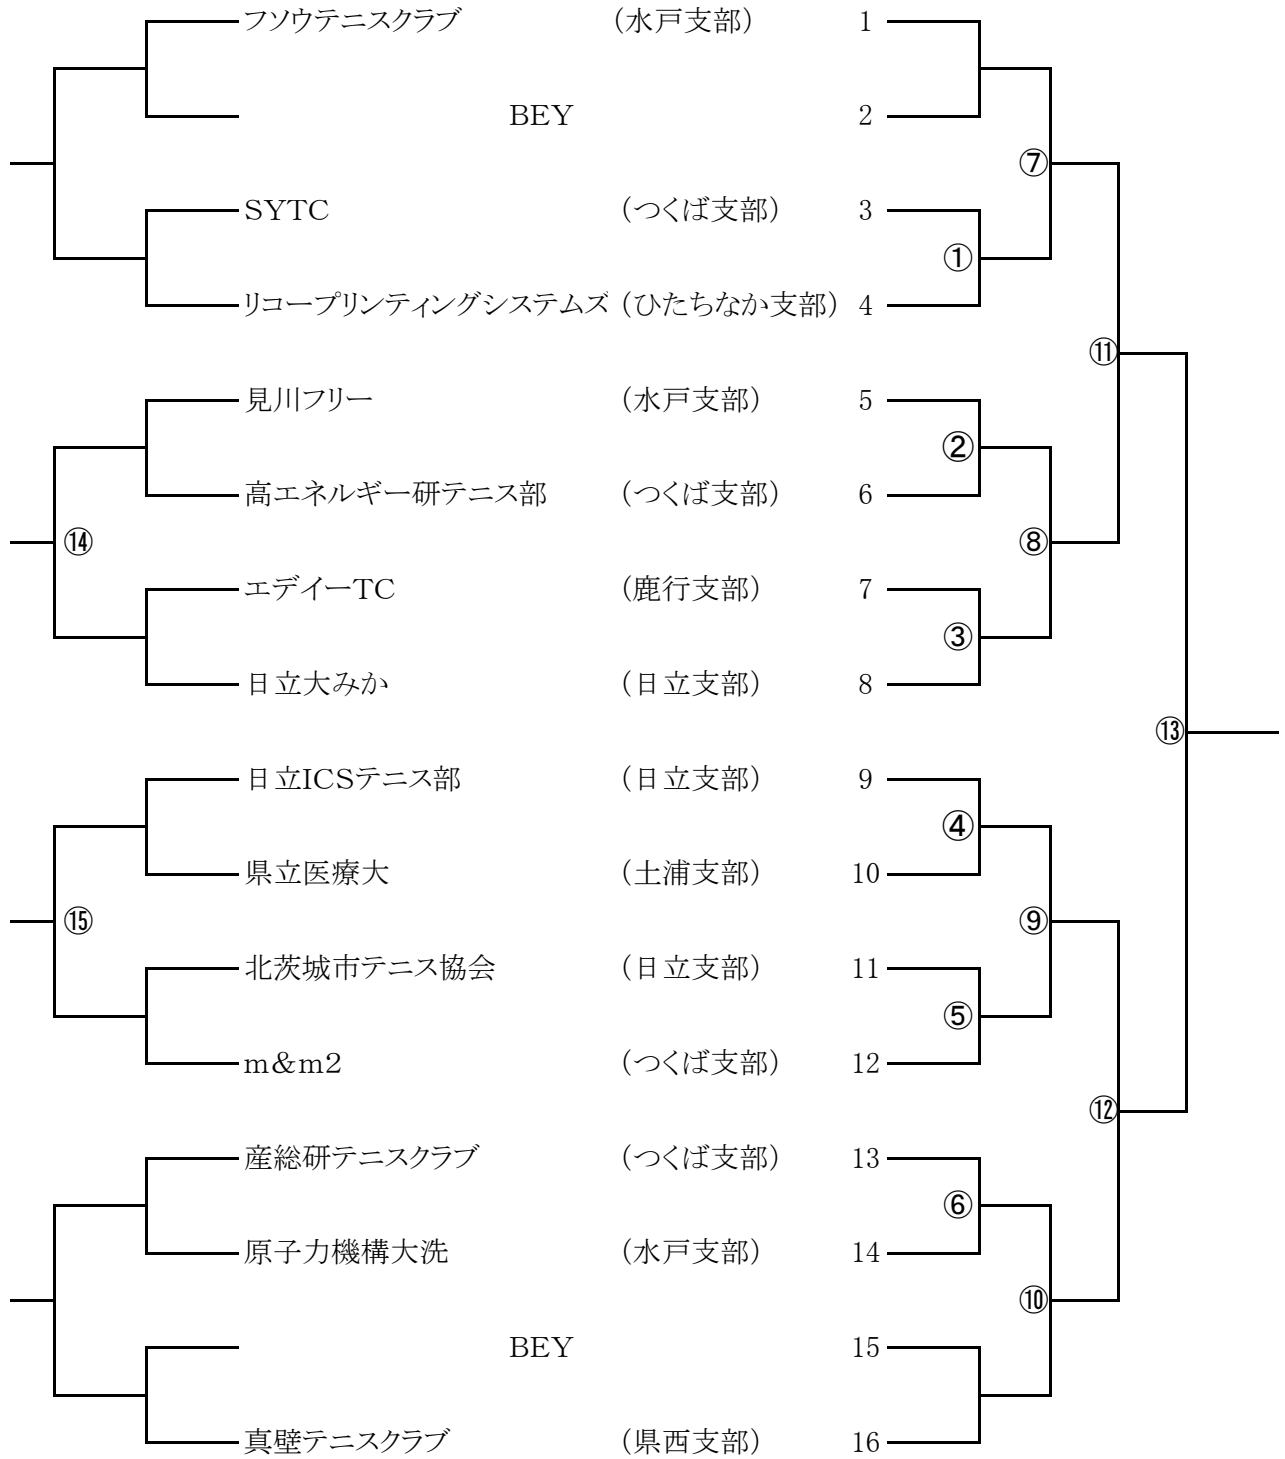 フソウテニスクラブ (水戸支部) 1
BEY 2
⑦
SYTC (つくば支部) 3
①
リコープリンティングシステムズ (ひたちなか支部) 4
⑪
見川フリー (水戸支部) 5
②
高エネルギー研テニス部 (つくば支部) 6
⑭ ⑧
エデイーTC (鹿行支部) 7
③
日立大みか (日立支部) 8
⑬
日立ICSテニス部 (日立支部) 9
④
県立医療大 (土浦支部) 10
⑮ ⑨
北茨城市テニス協会 (日立支部) 11
⑤
m&m2 (つくば支部) 12
⑫
産総研テニスクラブ (つくば支部) 13
⑥
原子力機構大洗 (水戸支部) 14
⑩
BEY 15
真壁テニスクラブ (県西支部) 16